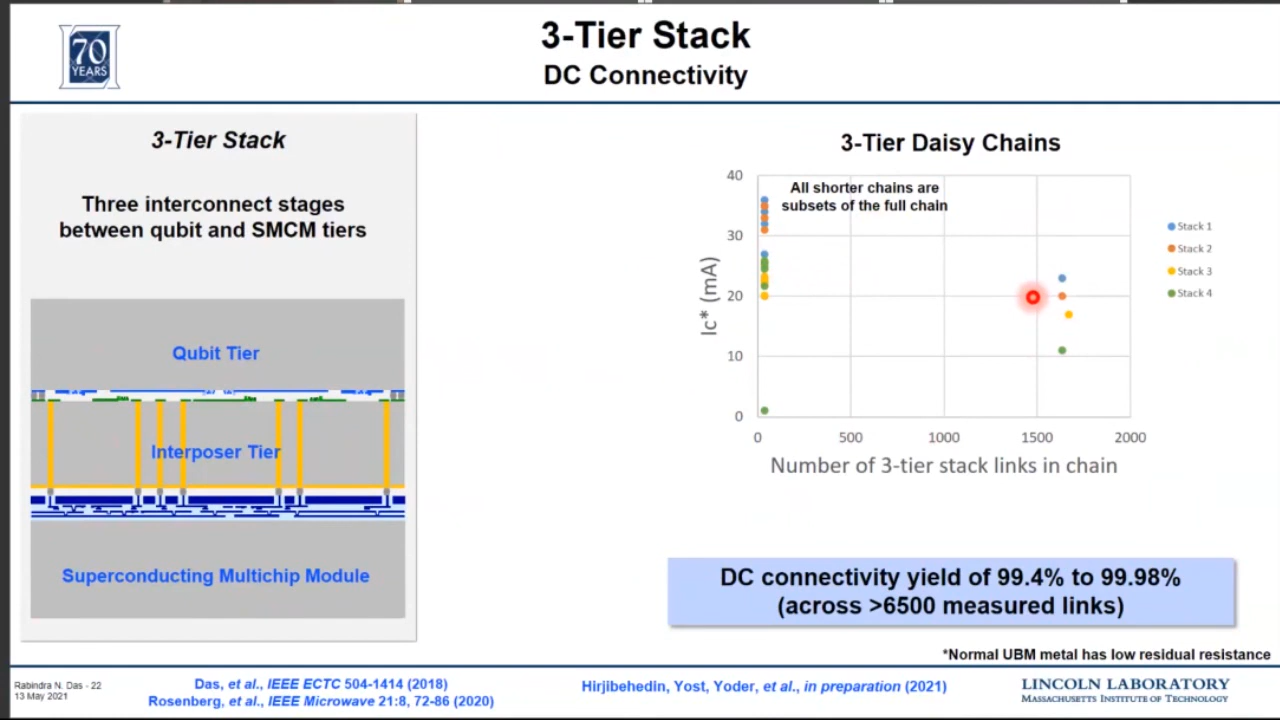 70
YEARS
3-Tier Stack
DC Connectivity
3-Tier Stack
Three interconnect stages
between qubit and SMCM tiers
Qubit Tier
Interposer Tier
Superconducting Multichip Module
3-Tier Daisy Chains
All shorter chains are
subsets of the full chain
Ic* (mA)
40
30
20
10
0
0 500 1000 1500 2000
Number of 3-tier stack links in chain
Stack 1
Stack 2
Stack 3
Stack 4
DC connectivity yield of 99.4% to 99.98%
(across >6500 measured links)
*Normal UBM metal has low residual resistance
Rabindra N. Das - 22
13 May 2021
Das, et al., IEEE ECTC 504-1414 (2018)
Rosenberg, et al., IEEE Microwave 21:8, 72-86 (2020)
Hirjibehedin, Yost, Yoder, et al., in preparation (2021)
LINCOLN LABORATORY
MASSACHUSETTS INSTITUTE OF TECHNOLOGY